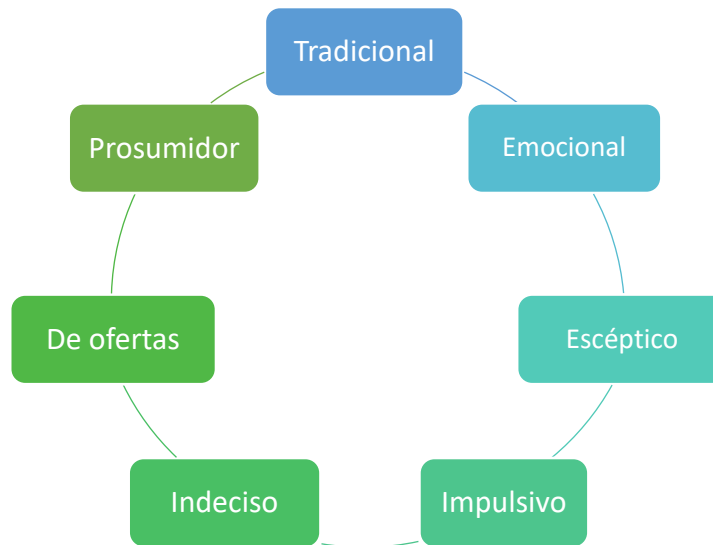 Tradicional
Emocional
Escéptico
Impulsivo
Indeciso
De ofertas
Prosumidor